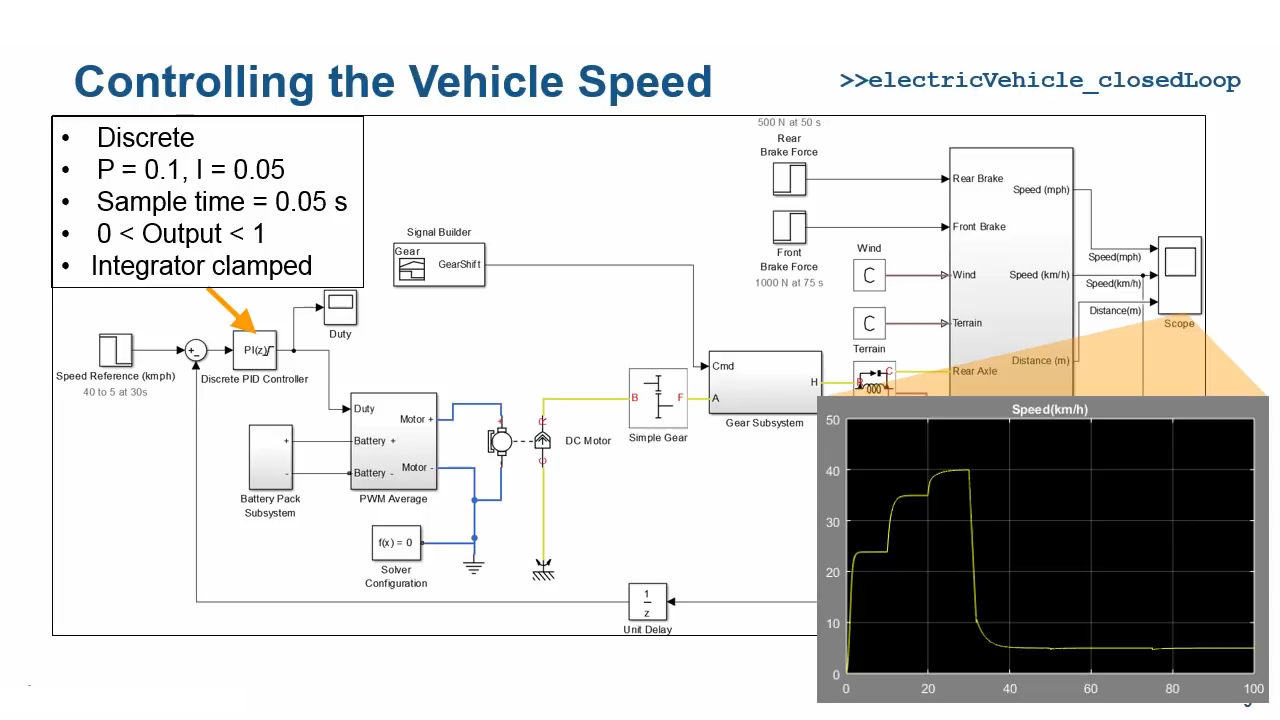 Controlling the Vehicle Speed
>>electricVehicle_closedLoop
• Discrete
• P = 0.1, I = 0.05
• Sample time = 0.05 s
• 0 < Output < 1
• Integrator clamped
500 N at 50 s
Rear
Brake Force
Front
Brake Force
1000 N at 75 s
Wind
C
C
Terrain
Rear Brake
Front Brake
Wind
Terrain
Rear Axle
Speed (mph)
Speed (km/h)
Distance (m)
Speed(mph)
Speed(km/h)
Distance(m)
Scope
Signal Builder
Gear
GearShift
Duty
Speed Reference (kmph)
40 to 5 at 30s
PI(z)
Discrete PID Controller
Duty
Battery +
Battery -
Motor +
Motor -
PWM Average
+
-
Battery Pack
Subsystem
f(x) = 0
Solver
Configuration
DC Motor
B
F
Simple Gear
Cmd
A
H
Gear Subsystem
C
1
z
Unit Delay
Speed(km/h)
50
40
30
20
10
0
0 20 40 60 80 100